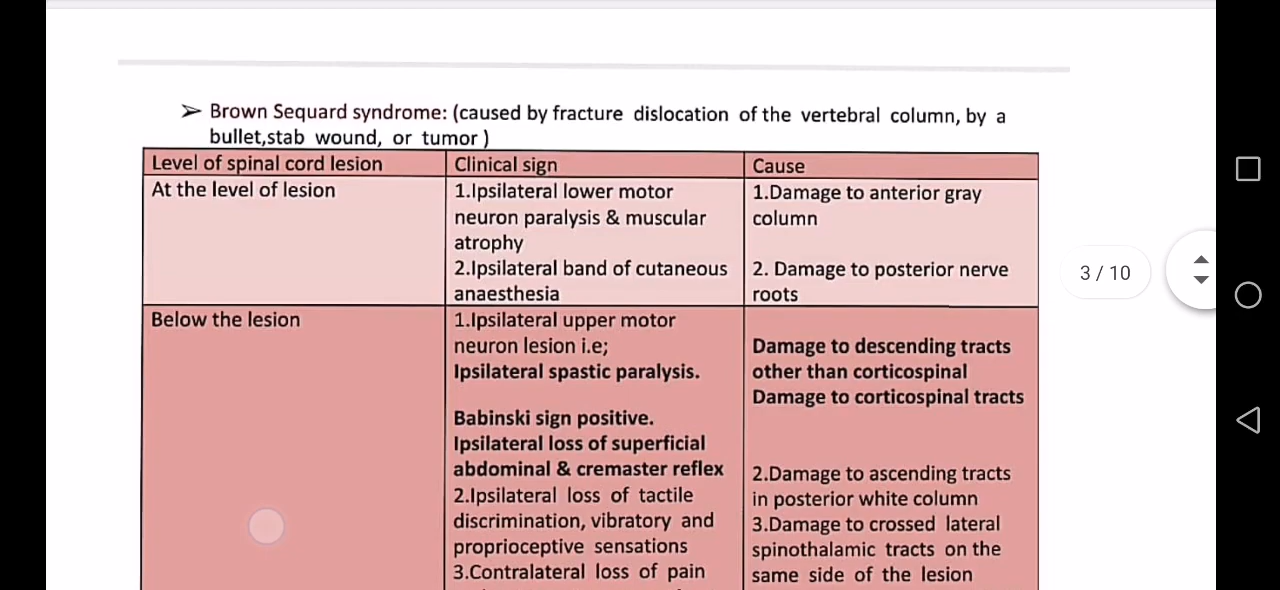 ➢ Brown Sequard syndrome: (caused by fracture dislocation of the vertebral column, by a
bullet,stab wound, or tumor )
Level of spinal cord lesion
Clinical sign
Cause
At the level of lesion
1.Ipsilateral lower motor
neuron paralysis & muscular
atrophy
2.Ipsilateral band of cutaneous
anaesthesia
1.Damage to anterior gray
column
2. Damage to posterior nerve
roots
Below the lesion
1.Ipsilateral upper motor
neuron lesion i.e;
Ipsilateral spastic paralysis.
Babinski sign positive.
Ipsilateral loss of superficial
abdominal & cremaster reflex
2.Ipsilateral loss of tactile
discrimination, vibratory and
proprioceptive sensations
3.Contralateral loss of pain
Damage to descending tracts
other than corticospinal
Damage to corticospinal tracts
2.Damage to ascending tracts
in posterior white column
3.Damage to crossed lateral
spinothalamic tracts on the
same side of the lesion
3 / 10